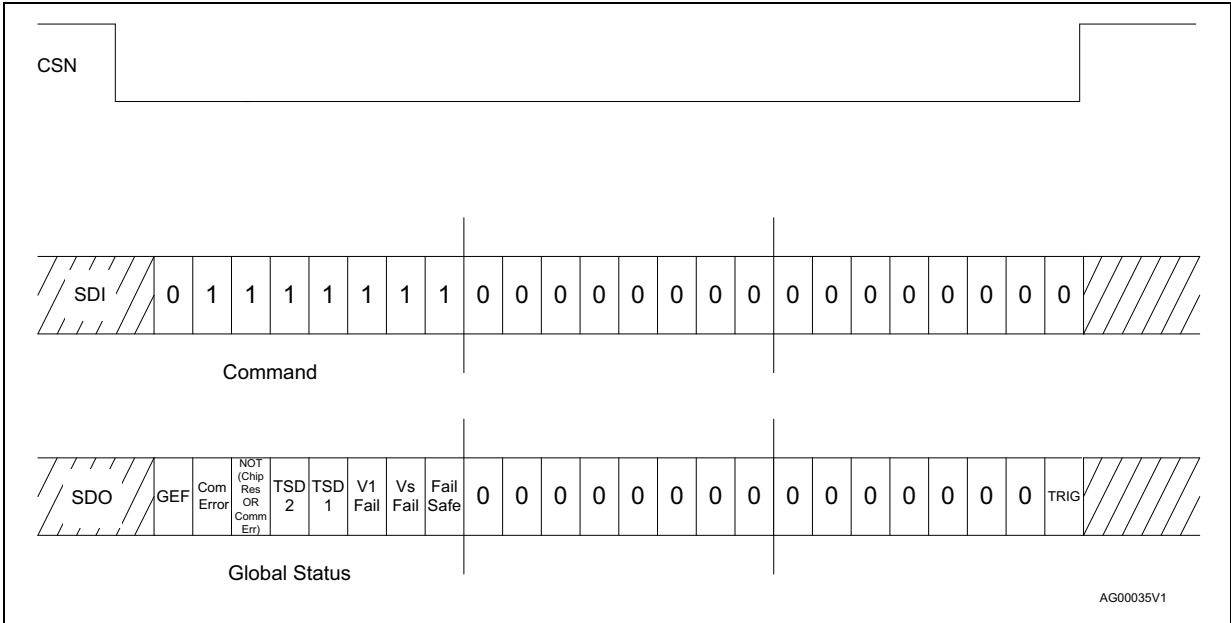 CSN
SDI 0 1 1 1 1 1 1 1 0 0 0 0 0 0 0 0 0 0 0 0 0 0 0 0
Command
SDO GEF Com Error NOT (Chip Res OR Comm Err) TSD 2 TSD 1 V1 Fail Vs Fail Fail Safe 0 0 0 0 0 0 0 0 0 0 0 0 0 0 0 TRIG
Global Status
AG00035V1